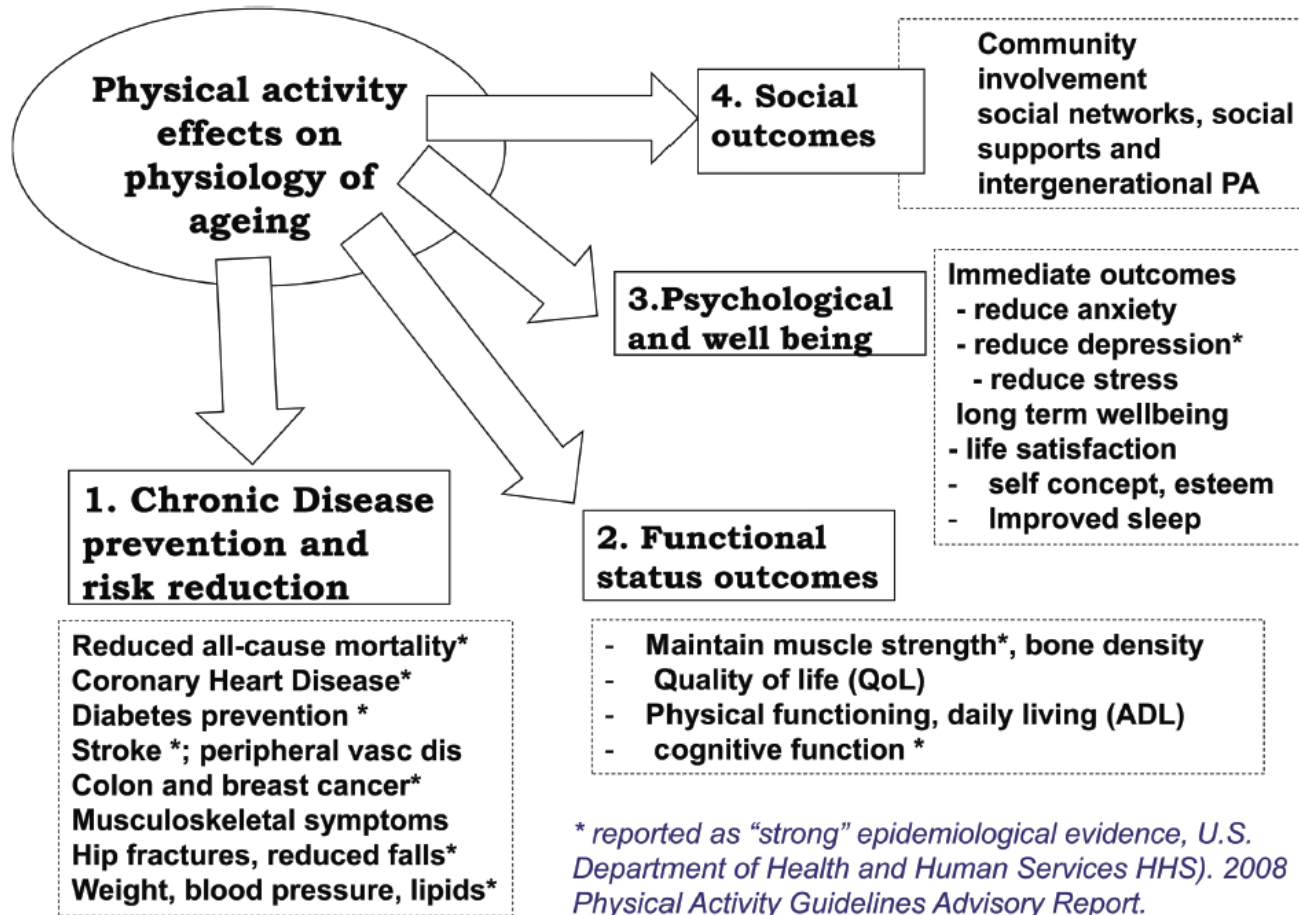 Physical activity
effects on
physiology of
ageing
4. Social
outcomes
Community
involvement
social networks, social
supports and
intergenerational PA
3.Psychological
and well being
Immediate outcomes
- reduce anxiety
- reduce depression*
- reduce stress
long term wellbeing
- life satisfaction
- self concept, esteem
- Improved sleep
1. Chronic Disease
prevention and
risk reduction
Reduced all-cause mortality*
Coronary Heart Disease*
Diabetes prevention *
Stroke *; peripheral vasc dis
Colon and breast cancer*
Musculoskeletal symptoms
Hip fractures, reduced falls*
Weight, blood pressure, lipids*
2. Functional
status outcomes
- Maintain muscle strength*, bone density
- Quality of life (QoL)
- Physical functioning, daily living (ADL)
- cognitive function *
* reported as “strong” epidemiological evidence, U.S.
Department of Health and Human Services HHS). 2008
Physical Activity Guidelines Advisory Report.